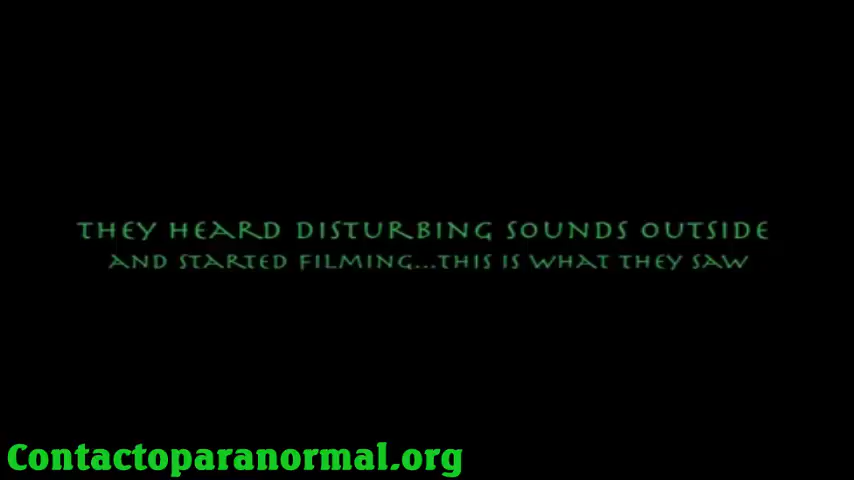 THEY HEARD DISTURBING SOUNDS OUTSIDE
AND STARTED FILMING...THIS IS WHAT THEY SAW
Contactoparanormal.org